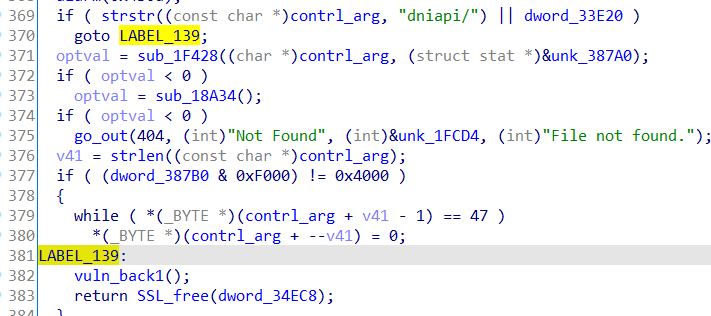 369 if ( strstr((const char *)contrl_arg, "dniapi/") || dword_33E20 )
370 goto LABEL_139;
371 optval = sub_1F428((char *)contrl_arg, (struct stat *)&unk_387A0);
372 if ( optval < 0 )
373 optval = sub_18A34();
374 if ( optval < 0 )
375 go_out(404, (int)"Not Found", (int)&unk_1FCD4, (int)"File not found.");
376 v41 = strlen((const char *)contrl_arg);
377 if ( (dword_387B0 & 0xF000) != 0x4000 )
378 {
379 while ( *(_BYTE *)(contrl_arg + v41 - 1) == 47 )
380 *(_BYTE *)(contrl_arg + --v41) = 0;
381 LABEL_139:
382 vuln_back1();
383 return SSL_free(dword_34EC8);